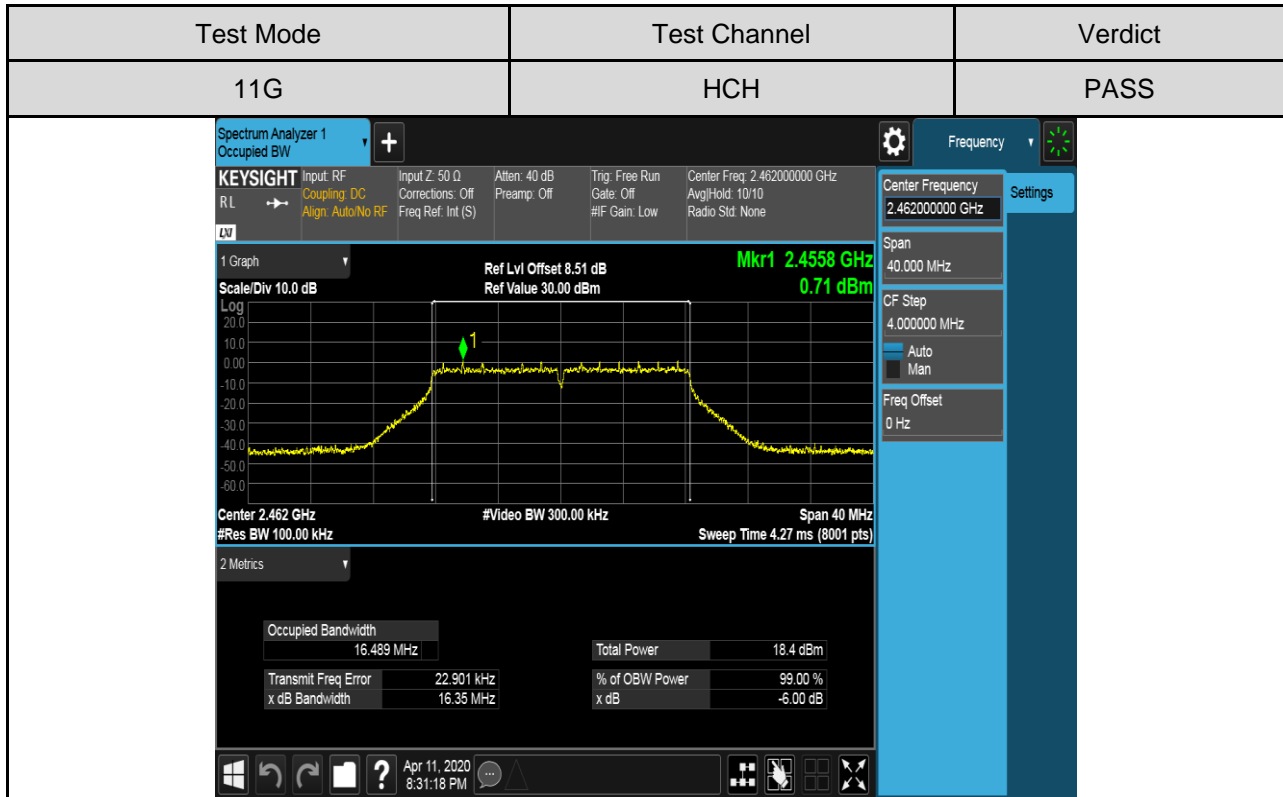 Test Mode Test Channel Verdict
11G HCH PASS
Spectrum Analyzer 1
Occupied BW
+
Frequency
KEYSIGHT
RL
LXI
Input: RF
Coupling: DC
Align: Auto/No RF
Input Z: 50 Ω
Corrections: Off
Freq Ref: Int (S)
Atten: 40 dB
Preamp: Off
Trig: Free Run
Gate: Off
#IF Gain: Low
Center Freq: 2.462000000 GHz
Avg|Hold: 10/10
Radio Std: None
Center Frequency
2.462000000 GHz
Settings
Span
40.000 MHz
CF Step
4.000000 MHz
Auto
Man
Freq Offset
0 Hz
1 Graph
Scale/Div 10.0 dB
Ref Lvl Offset 8.51 dB
Ref Value 30.00 dBm
Mkr1 2.4558 GHz
0.71 dBm
Log
20.0
10.0
0.00
-10.0
-20.0
-30.0
-40.0
-50.0
-60.0
1
Center 2.462 GHz
#Res BW 100.00 kHz
#Video BW 300.00 kHz
Span 40 MHz
Sweep Time 4.27 ms (8001 pts)
2 Metrics
Occupied Bandwidth
16.489 MHz
Total Power 18.4 dBm
Transmit Freq Error 22.901 kHz
% of OBW Power 99.00 %
x dB Bandwidth 16.35 MHz
x dB -6.00 dB
?
Apr 11, 2020
8:31:18 PM